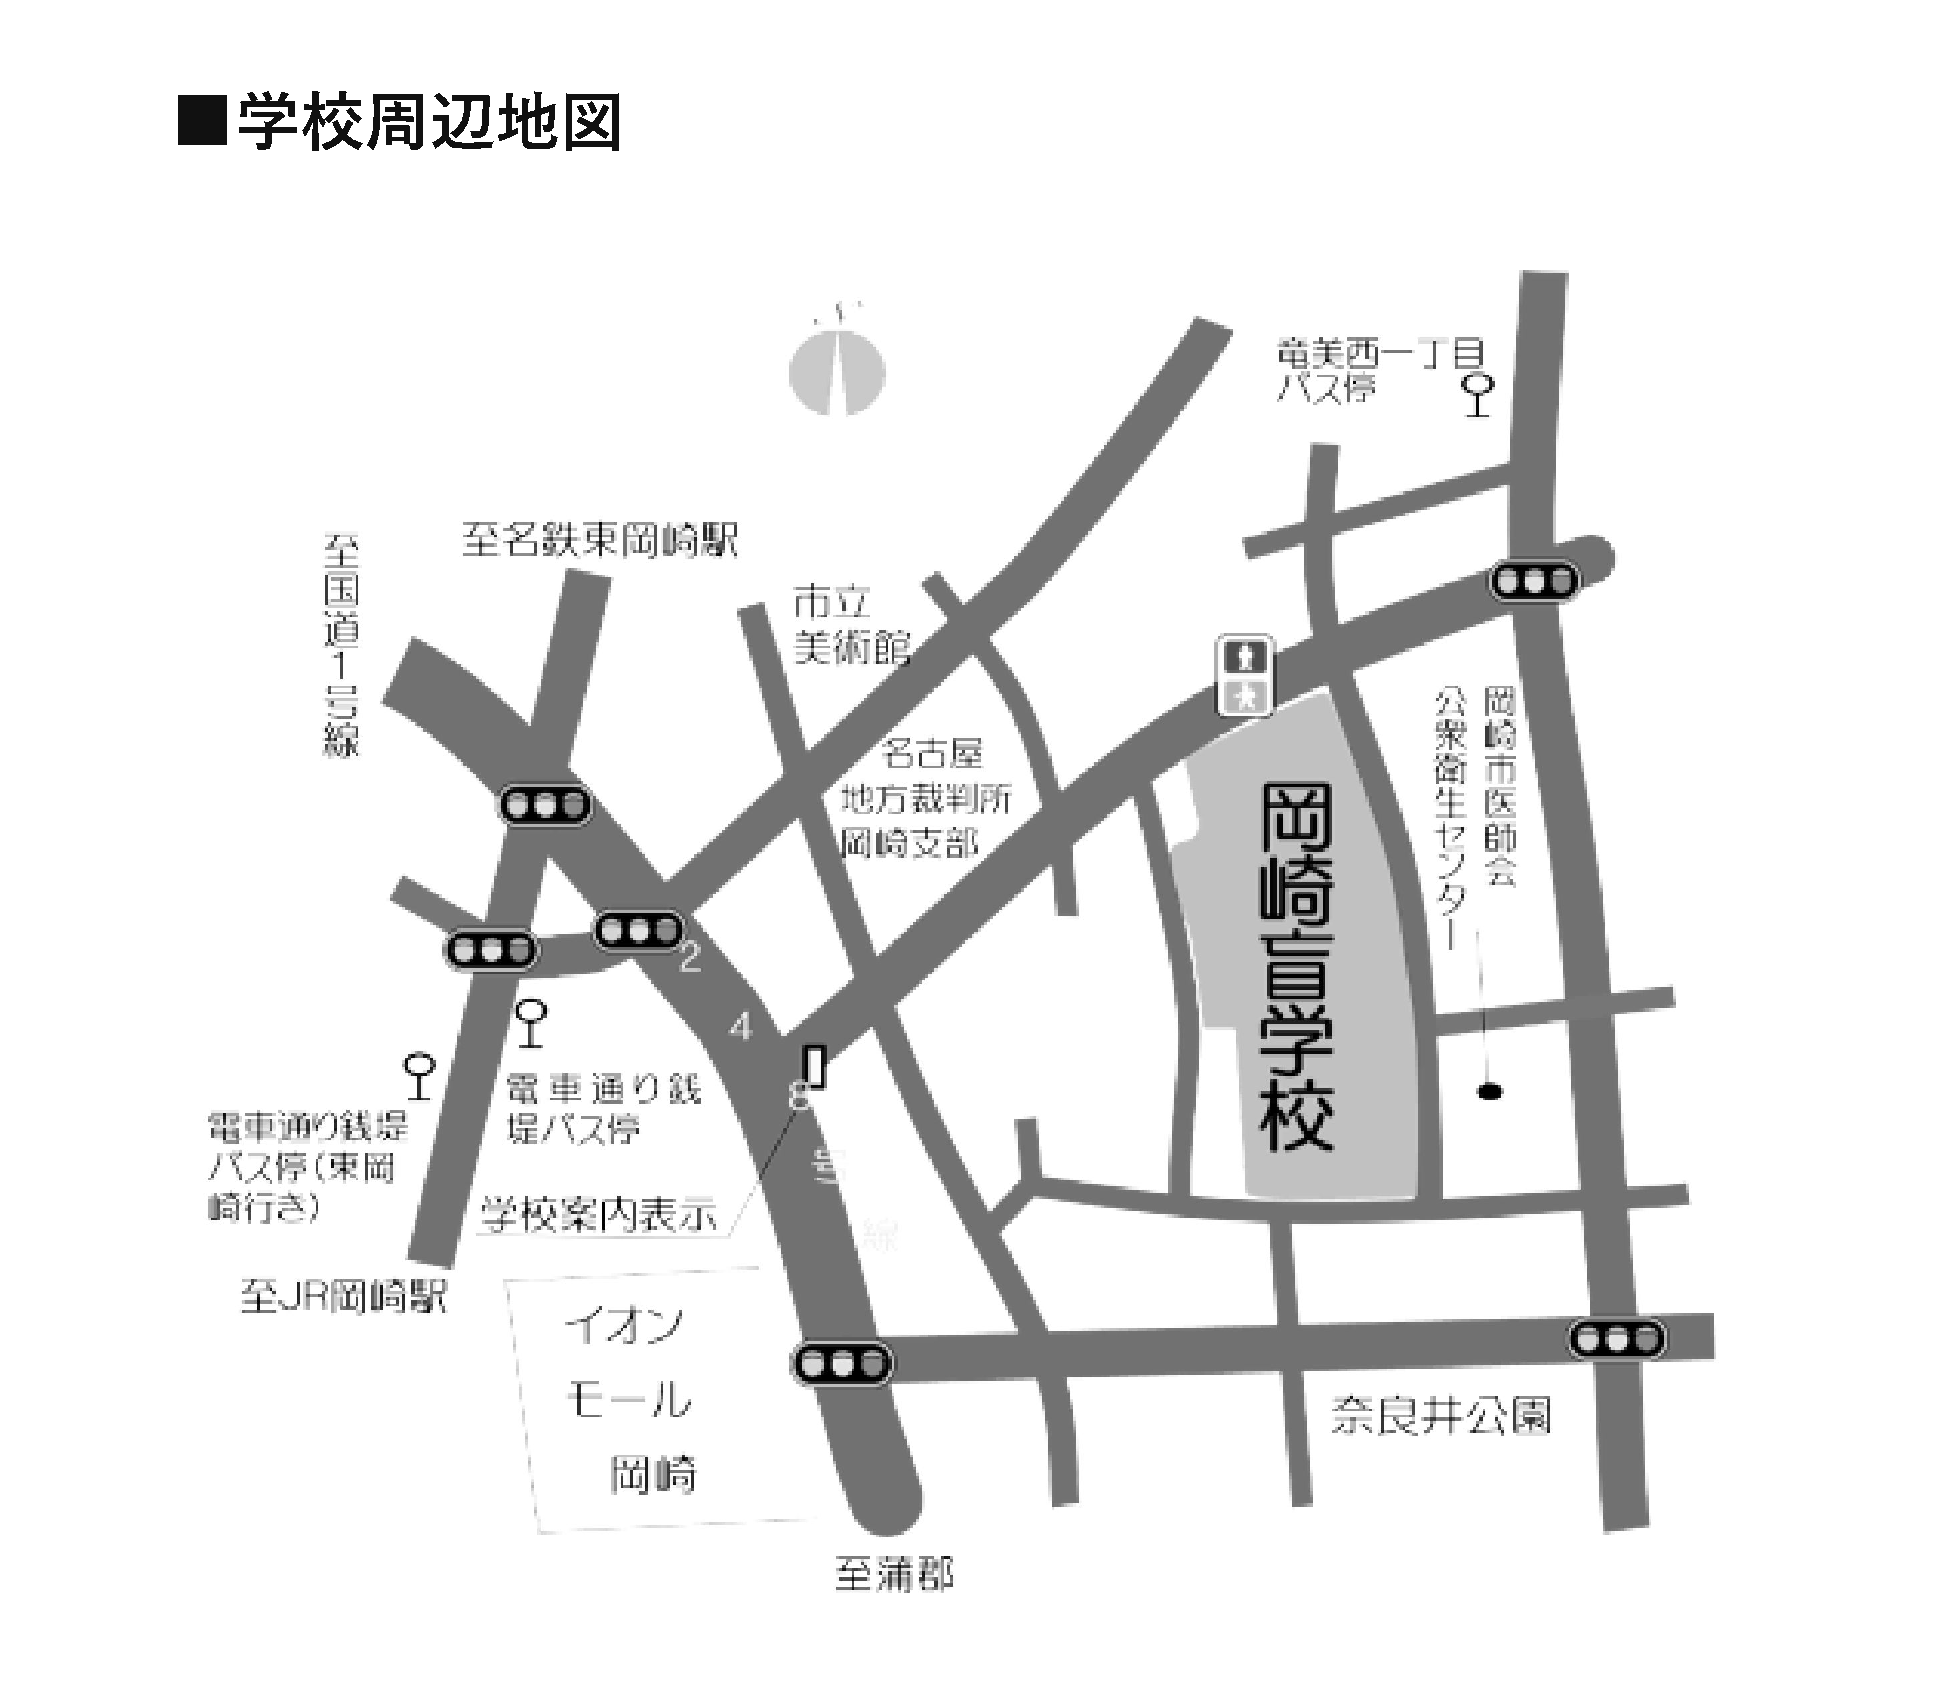 ■学校周辺地図
竜美西一丁目
バス停
至国道1号線
至名鉄東岡崎駅
市立
美術館
名古屋
地方裁判所
岡崎支部
岡崎盲学校
岡崎市医師会
公衆衛生センター
248号線
電車通り銭
堤バス停
電車通り銭堤
バス停(東岡
崎行き)
学校案内表示
至JR岡崎駅
イオン
モール
岡崎
奈良井公園
至蒲郡